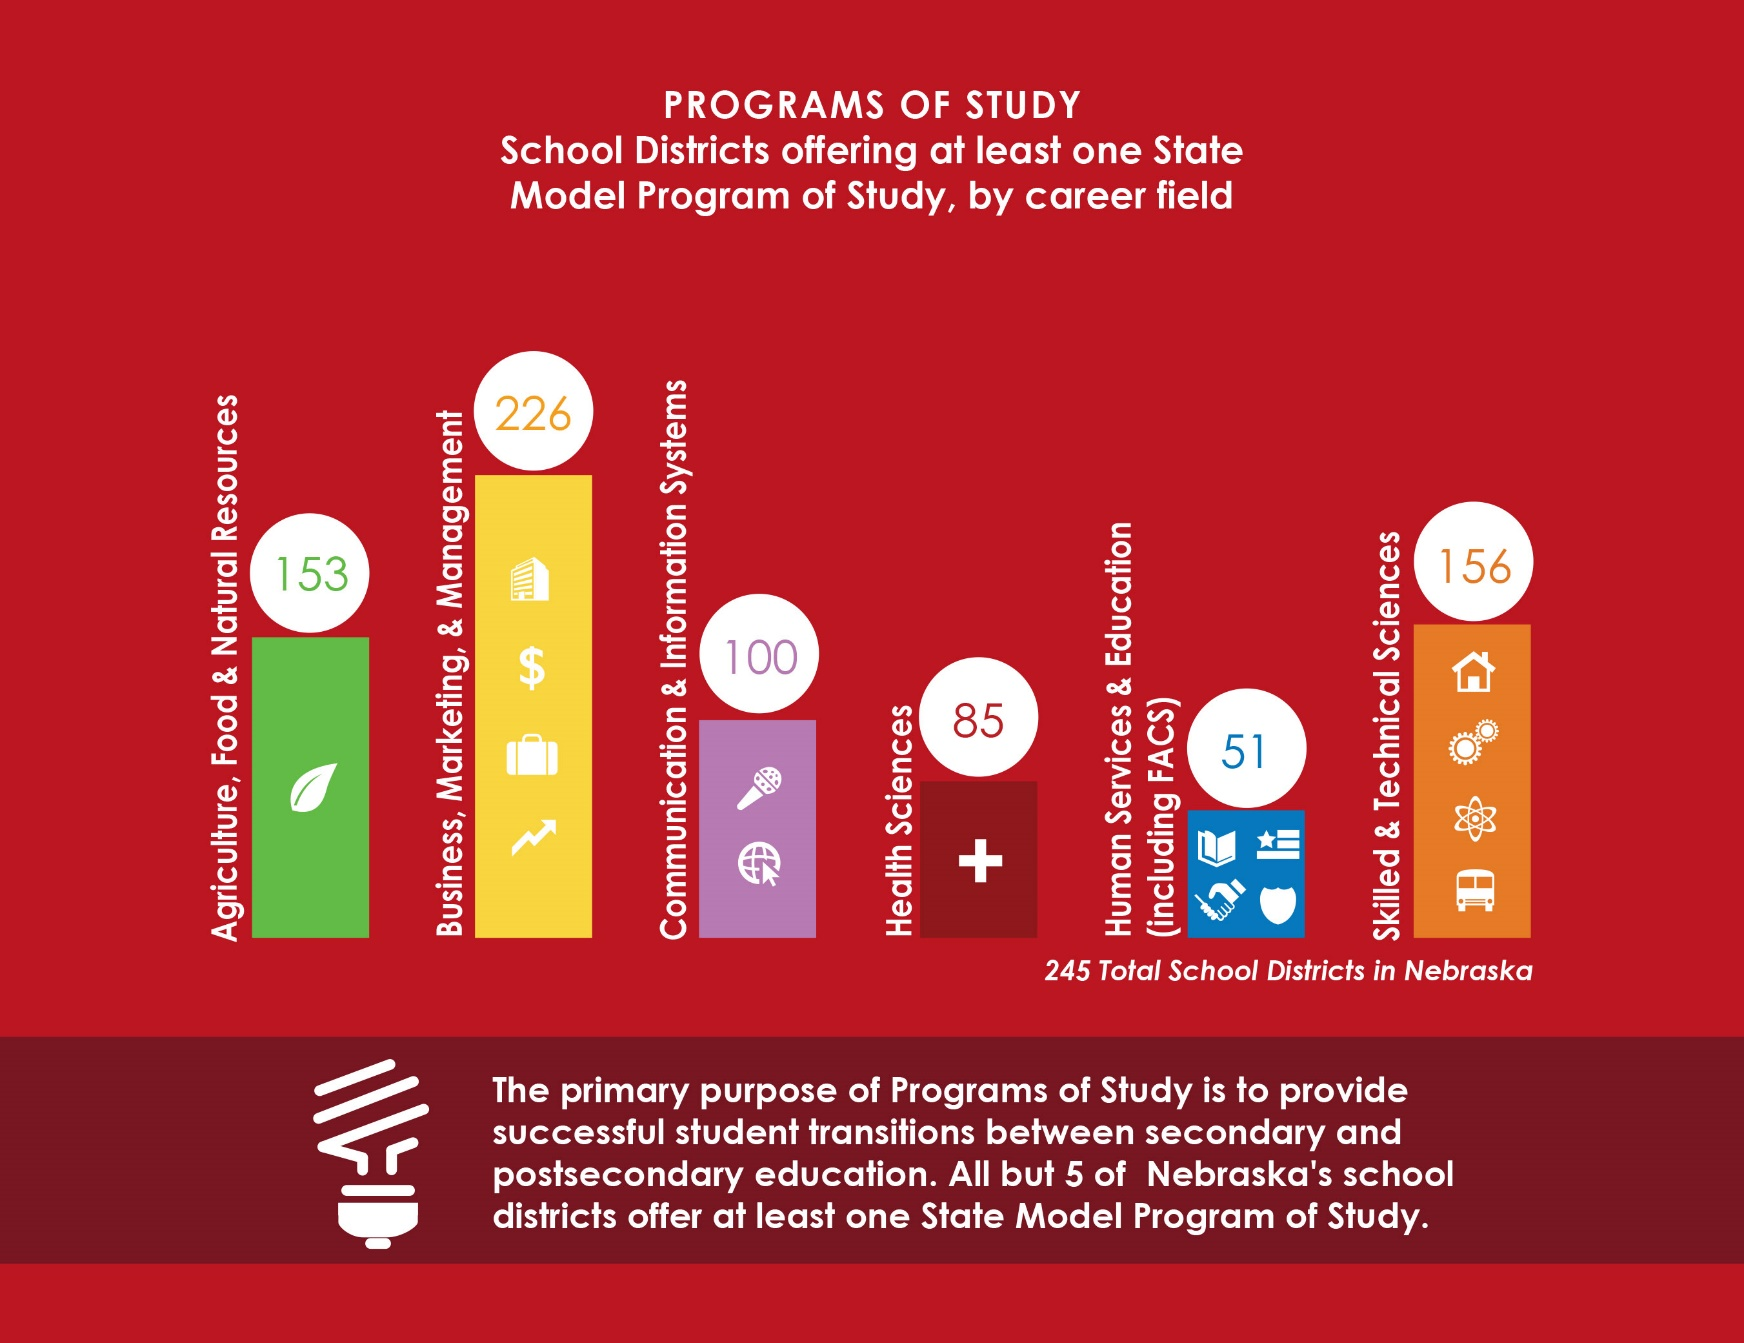 PROGRAMS OF STUDY
School Districts offering at least one State
Model Program of Study, by career field
Agriculture, Food & Natural Resources
153
Business, Marketing, & Management
226
Communication & Information Systems
100
Health Sciences
85
Human Services & Education
(including FACS)
51
Skilled & Technical Sciences
156
245 Total School Districts in Nebraska
The primary purpose of Programs of Study is to provide
successful student transitions between secondary and
postsecondary education. All but 5 of  Nebraska's school
districts offer at least one State Model Program of Study.